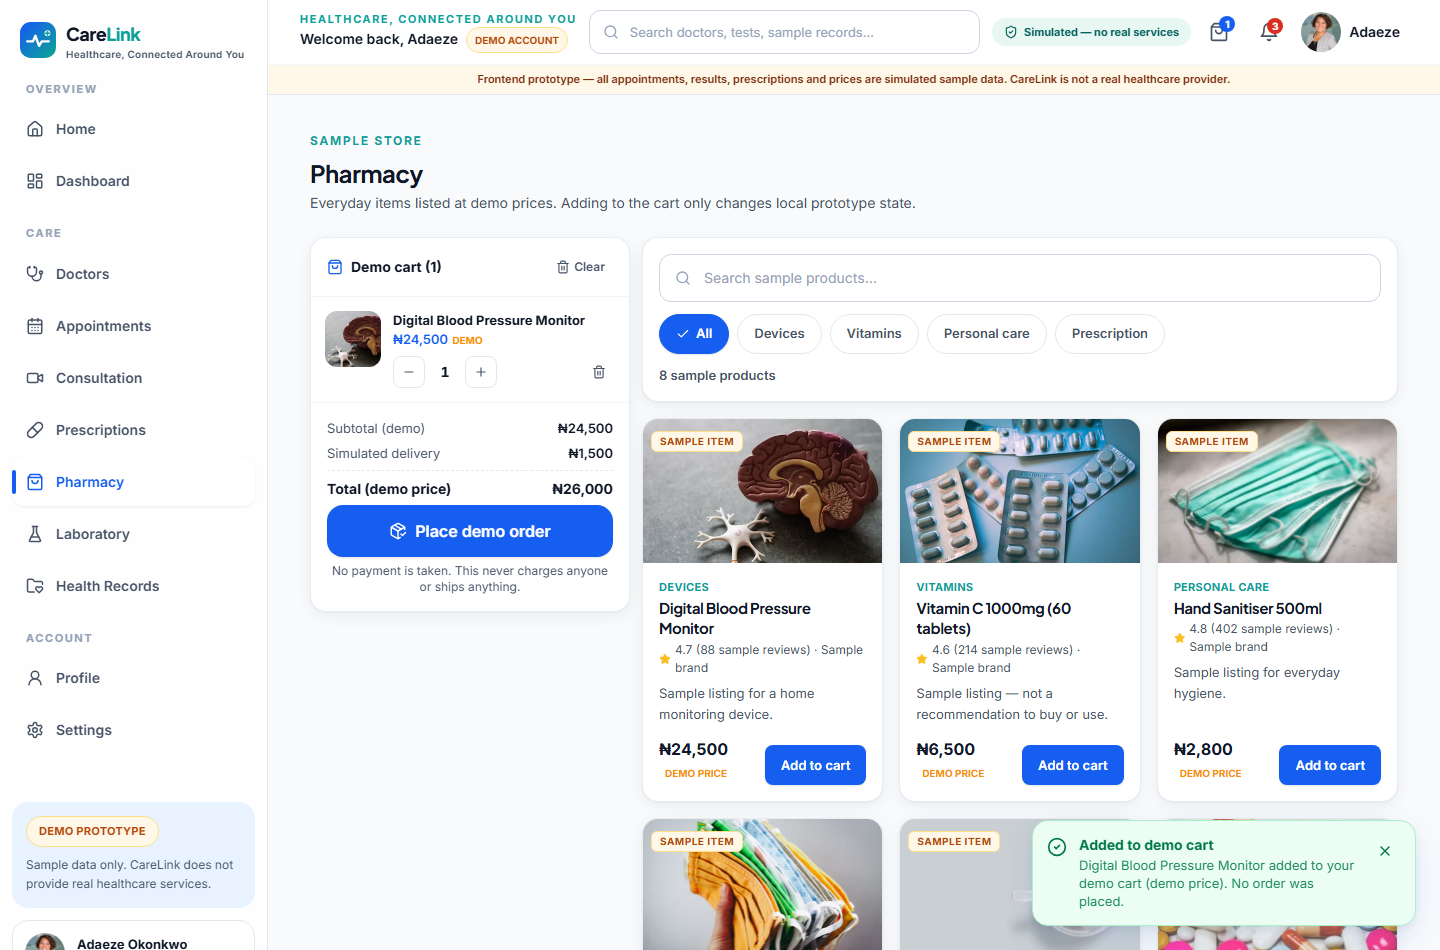 CareLink
Healthcare, Connected Around You
OVERVIEW
Home
Dashboard
CARE
Doctors
Appointments
Consultation
Prescriptions
Pharmacy
Laboratory
Health Records
ACCOUNT
Profile
Settings
DEMO PROTOTYPE
Sample data only. CareLink does not
provide real healthcare services.
Adaeze Okonkwo
HEALTHCARE, CONNECTED AROUND YOU
Welcome back, Adaeze
DEMO ACCOUNT
Search doctors, tests, sample records...
Simulated — no real services
1
3
Adaeze
Frontend prototype — all appointments, results, prescriptions and prices are simulated sample data. CareLink is not a real healthcare provider.
SAMPLE STORE
Pharmacy
Everyday items listed at demo prices. Adding to the cart only changes local prototype state.
Demo cart (1)
Clear
Digital Blood Pressure Monitor
₦24,500 DEMO
1
Subtotal (demo)
₦24,500
Simulated delivery
₦1,500
Total (demo price)
₦26,000
Place demo order
No payment is taken. This never charges anyone
or ships anything.
Search sample products...
All
Devices
Vitamins
Personal care
Prescription
8 sample products
SAMPLE ITEM
DEVICES
Digital Blood Pressure
Monitor
4.7 (88 sample reviews) · Sample
brand
Sample listing for a home
monitoring device.
₦24,500
DEMO PRICE
Add to cart
SAMPLE ITEM
VITAMINS
Vitamin C 1000mg (60
tablets)
4.6 (214 sample reviews) ·
Sample brand
Sample listing — not a
recommendation to buy or use.
₦6,500
DEMO PRICE
Add to cart
SAMPLE ITEM
PERSONAL CARE
Hand Sanitiser 500ml
4.8 (402 sample reviews) ·
Sample brand
Sample listing for everyday
hygiene.
₦2,800
DEMO PRICE
Add to cart
SAMPLE ITEM
SAMPLE ITEM
Added to demo cart
Digital Blood Pressure Monitor added to your
demo cart (demo price). No order was
placed.